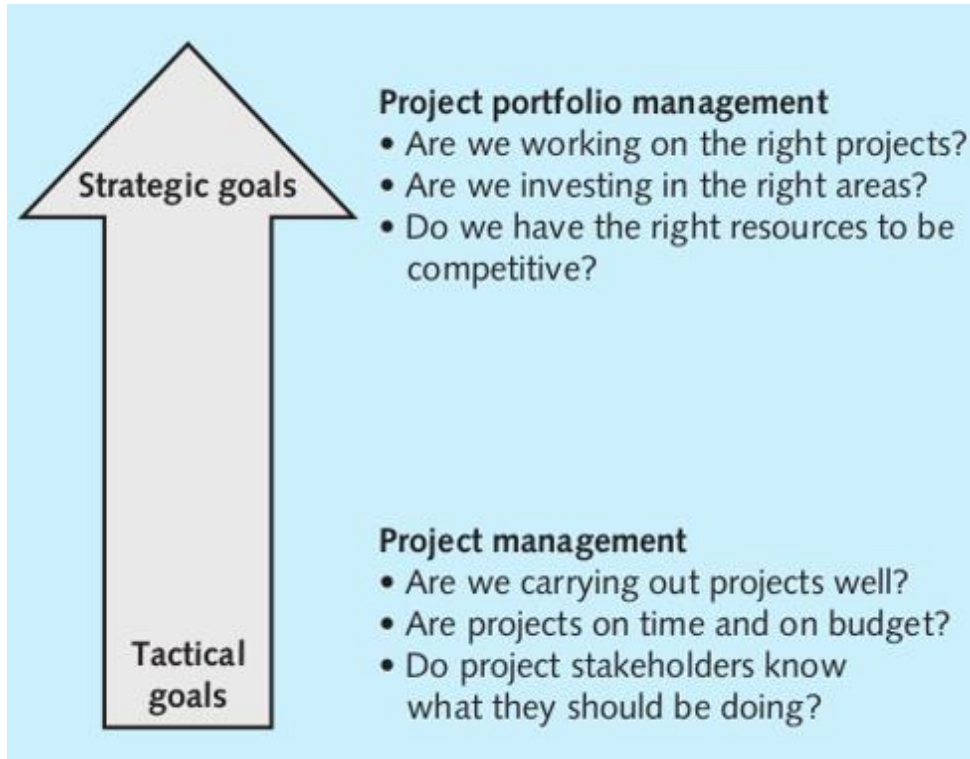 Project portfolio management
• Are we working on the right projects?
Strategic goals
• Are we investing in the right areas?
• Do we have the right resources to be
competitive?
Project management
• Are we carrying out projects well?
• Are projects on time and on budget?
Tactical
goals
• Do project stakeholders know
what they should be doing?